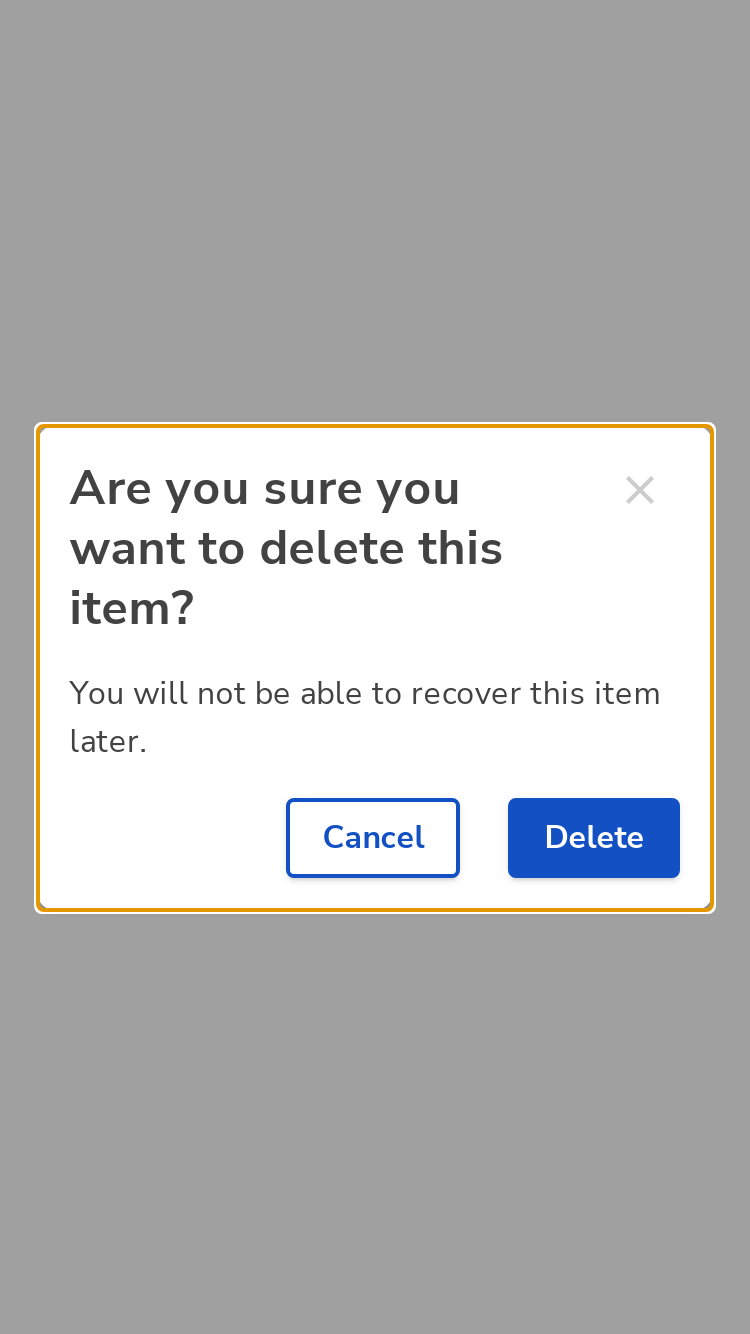 Are you sure you
want to delete this
item?
You will not be able to recover this item
later.
Cancel
Delete